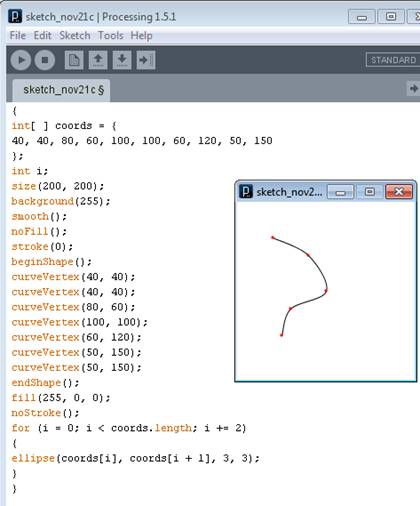 sketch_nov21c | Processing 1.5.1
File Edit Sketch Tools Help
STANDARD
sketch_nov21c §
{
int[ ] coords = {
40, 40, 80, 60, 100, 100, 60, 120, 50, 150
};
int i;
size(200, 200);
background(255);
smooth();
noFill();
stroke(0);
beginShape();
curveVertex(40, 40);
curveVertex(40, 40);
curveVertex(80, 60);
curveVertex(100, 100);
curveVertex(60, 120);
curveVertex(50, 150);
curveVertex(50, 150);
endShape();
fill(255, 0, 0);
noStroke();
for (i = 0; i < coords.length; i += 2)
{
ellipse(coords[i], coords[i + 1], 3, 3);
}
}
sketch_nov2...